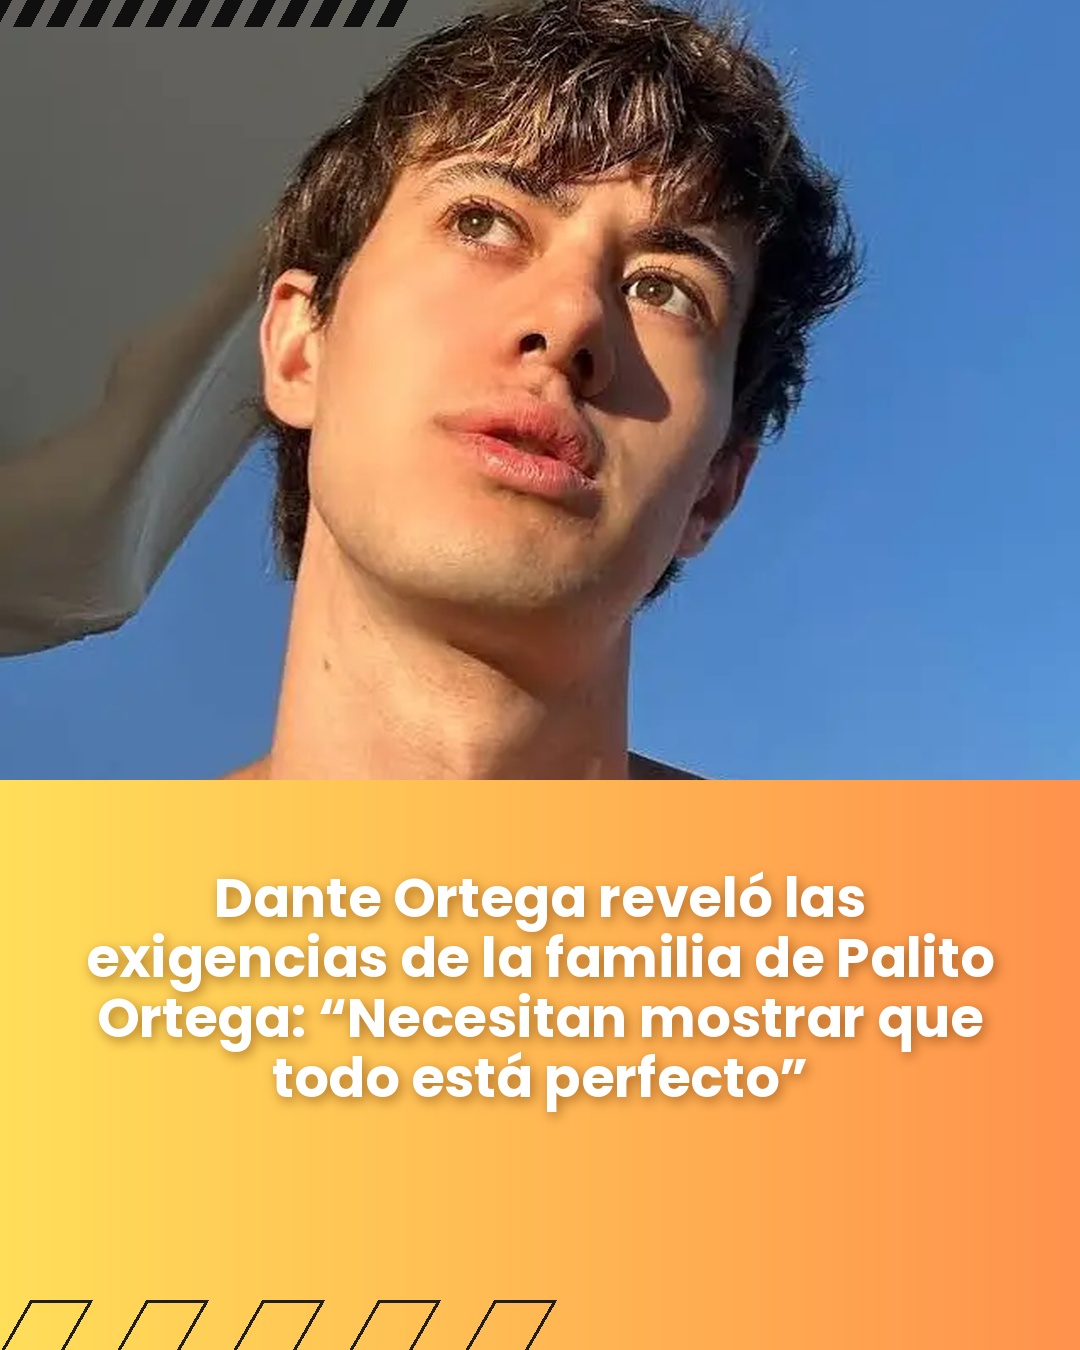 Dante Ortega reveló las
exigencias de la familia de Palito
Ortega: “Necesitan mostrar que
todo está perfecto”